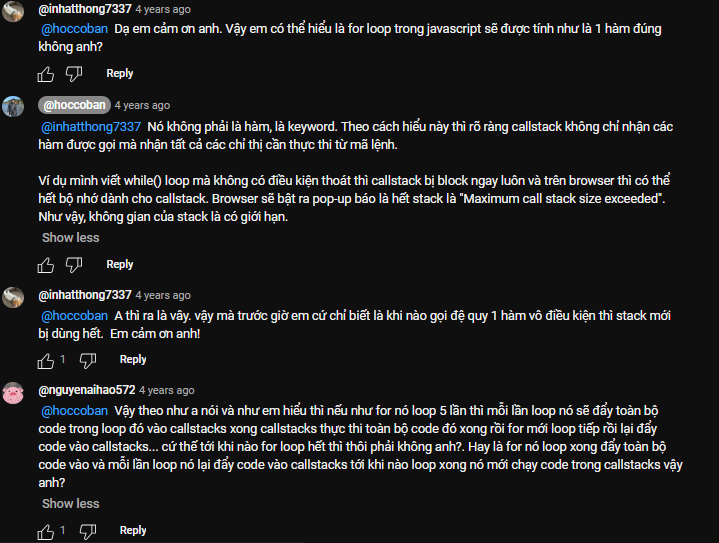 @inhatthong7337 4 years ago
@hoccoban Dạ em cảm ơn anh. Vậy em có thể hiểu là for loop trong javascript sẽ được tính như là 1 hàm đúng
không anh?
Reply
@hoccoban 4 years ago
@inhatthong7337 Nó không phải là hàm, là keyword. Theo cách hiểu này thì rõ ràng callstack không chỉ nhận các
hàm được gọi mà nhận tất cả các chỉ thị cần thực thi từ mã lệnh.
Ví dụ mình viết while() loop mà không có điều kiện thoát thì callstack bị block ngay luôn và trên browser thì có thể
hết bộ nhớ dành cho callstack. Browser sẽ bật ra pop-up báo là hết stack là "Maximum call stack size exceeded".
Như vậy, không gian của stack là có giới hạn.
Show less
Reply
@inhatthong7337 4 years ago
@hoccoban A thì ra là vây. vậy mà trước giờ em cứ chỉ biết là khi nào gọi đệ quy 1 hàm vô điều kiện thì stack mới
bị dùng hết. Em cảm ơn anh!
1 Reply
@nguyenaihao572 4 years ago
@hoccoban Vậy theo như a nói và như em hiểu thì nếu như for nó loop 5 lần thì mỗi lần loop nó sẽ đẩy toàn bộ
code trong loop đó vào callstacks xong callstacks thực thi toàn bộ code đó xong rồi for mới loop tiếp rồi lại đẩy
code vào callstacks... cứ thế tới khi nào for loop hết thì thôi phải không anh?. Hay là for nó loop xong đẩy toàn bộ
code vào và mỗi lần loop nó lại đẩy code vào callstacks tới khi nào loop xong nó mới chạy code trong callstacks vậy
anh?
Show less
1 Reply